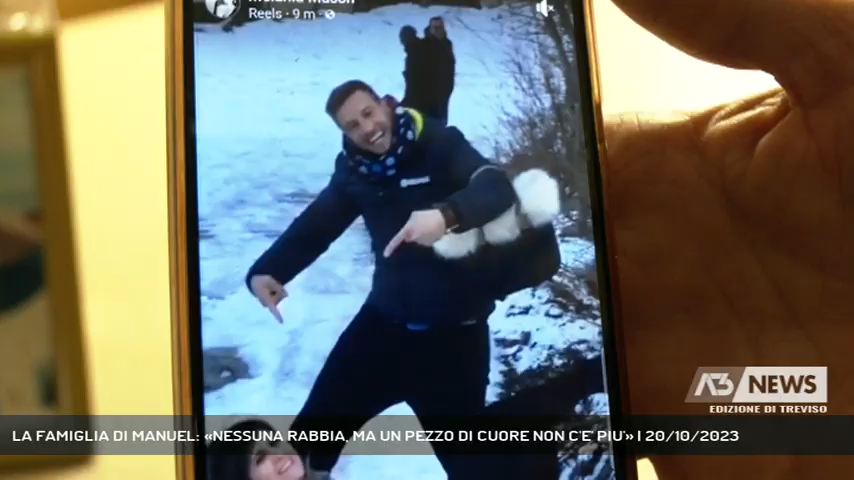 Reels · 9 m ·
A3 NEWS
EDIZIONE DI TREVISO
LA FAMIGLIA DI MANUEL: «NESSUNA RABBIA, MA UN PEZZO DI CUORE NON C'E' PIU'» | 20/10/2023